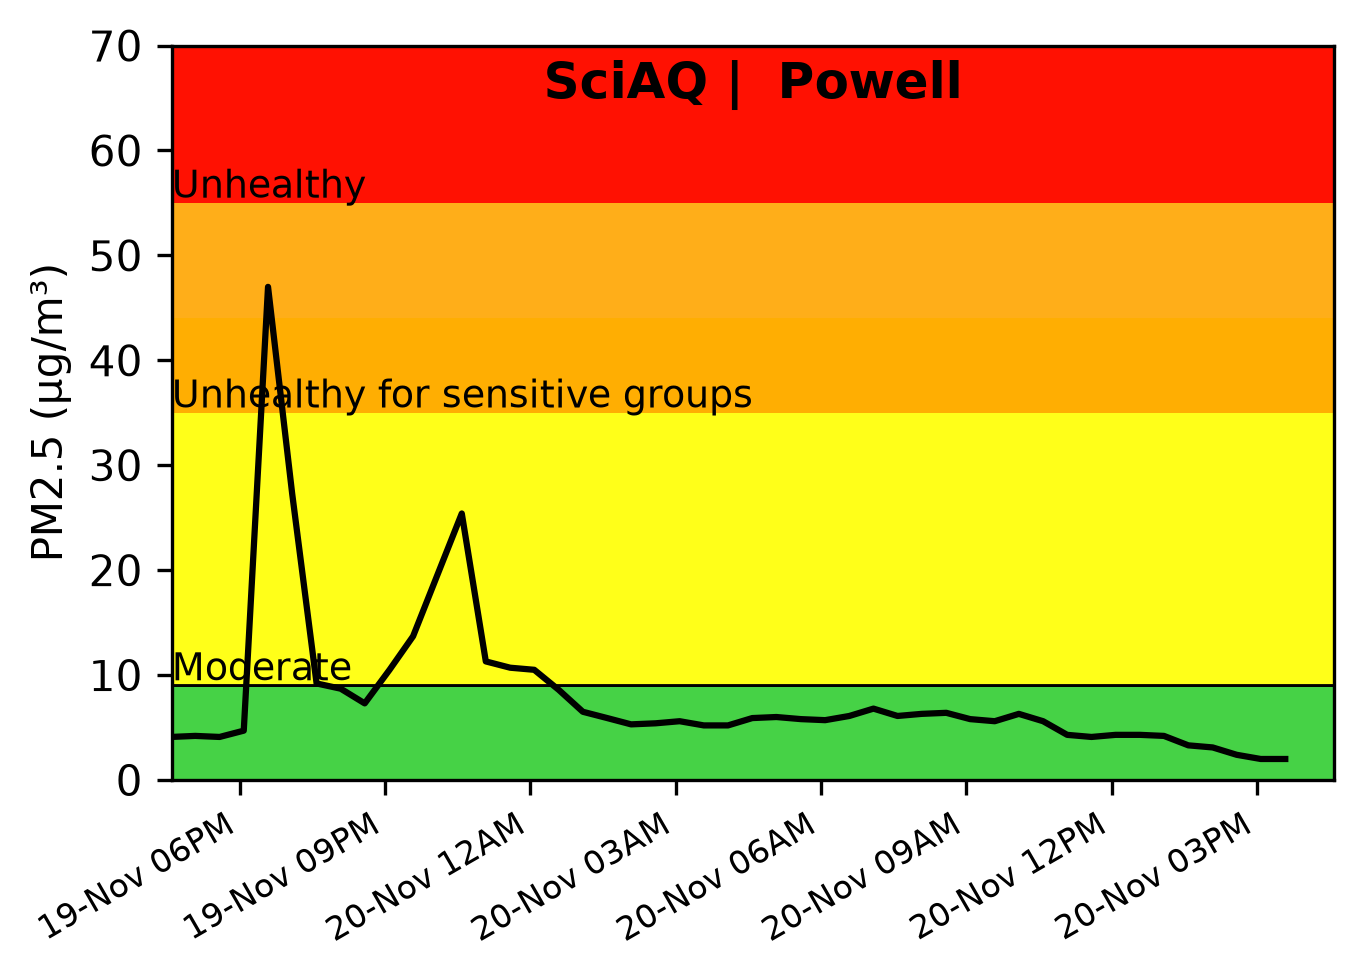 SciAQ |  Powell
PM2.5 (µg/m³)
70
60
50
40
30
20
10
0
Unhealthy
Unhealthy for sensitive groups
Moderate
19-Nov 06PM
19-Nov 09PM
20-Nov 12AM
20-Nov 03AM
20-Nov 06AM
20-Nov 09AM
20-Nov 12PM
20-Nov 03PM